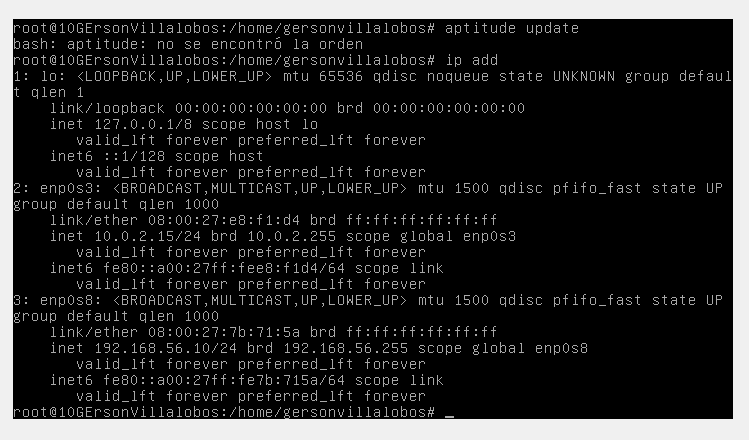 root@10GErsonVillalobos:/home/gersonvillalobos# aptitude update
bash: aptitude: no se encontró la orden
root@10GErsonVillalobos:/home/gersonvillalobos# ip add
1: lo: <LOOPBACK,UP,LOWER_UP> mtu 65536 qdisc noqueue state UNKNOWN group defaul
t qlen 1
    link/loopback 00:00:00:00:00:00 brd 00:00:00:00:00:00
    inet 127.0.0.1/8 scope host lo
       valid_lft forever preferred_lft forever
    inet6 ::1/128 scope host
       valid_lft forever preferred_lft forever
2: enp0s3: <BROADCAST,MULTICAST,UP,LOWER_UP> mtu 1500 qdisc pfifo_fast state UP
group default qlen 1000
    link/ether 08:00:27:e8:f1:d4 brd ff:ff:ff:ff:ff:ff
    inet 10.0.2.15/24 brd 10.0.2.255 scope global enp0s3
       valid_lft forever preferred_lft forever
    inet6 fe80::a00:27ff:fee8:f1d4/64 scope link
       valid_lft forever preferred_lft forever
3: enp0s8: <BROADCAST,MULTICAST,UP,LOWER_UP> mtu 1500 qdisc pfifo_fast state UP
group default qlen 1000
    link/ether 08:00:27:7b:71:5a brd ff:ff:ff:ff:ff:ff
    inet 192.168.56.10/24 brd 192.168.56.255 scope global enp0s8
       valid_lft forever preferred_lft forever
    inet6 fe80::a00:27ff:fe7b:715a/64 scope link
       valid_lft forever preferred_lft forever
root@10GErsonVillalobos:/home/gersonvillalobos# _